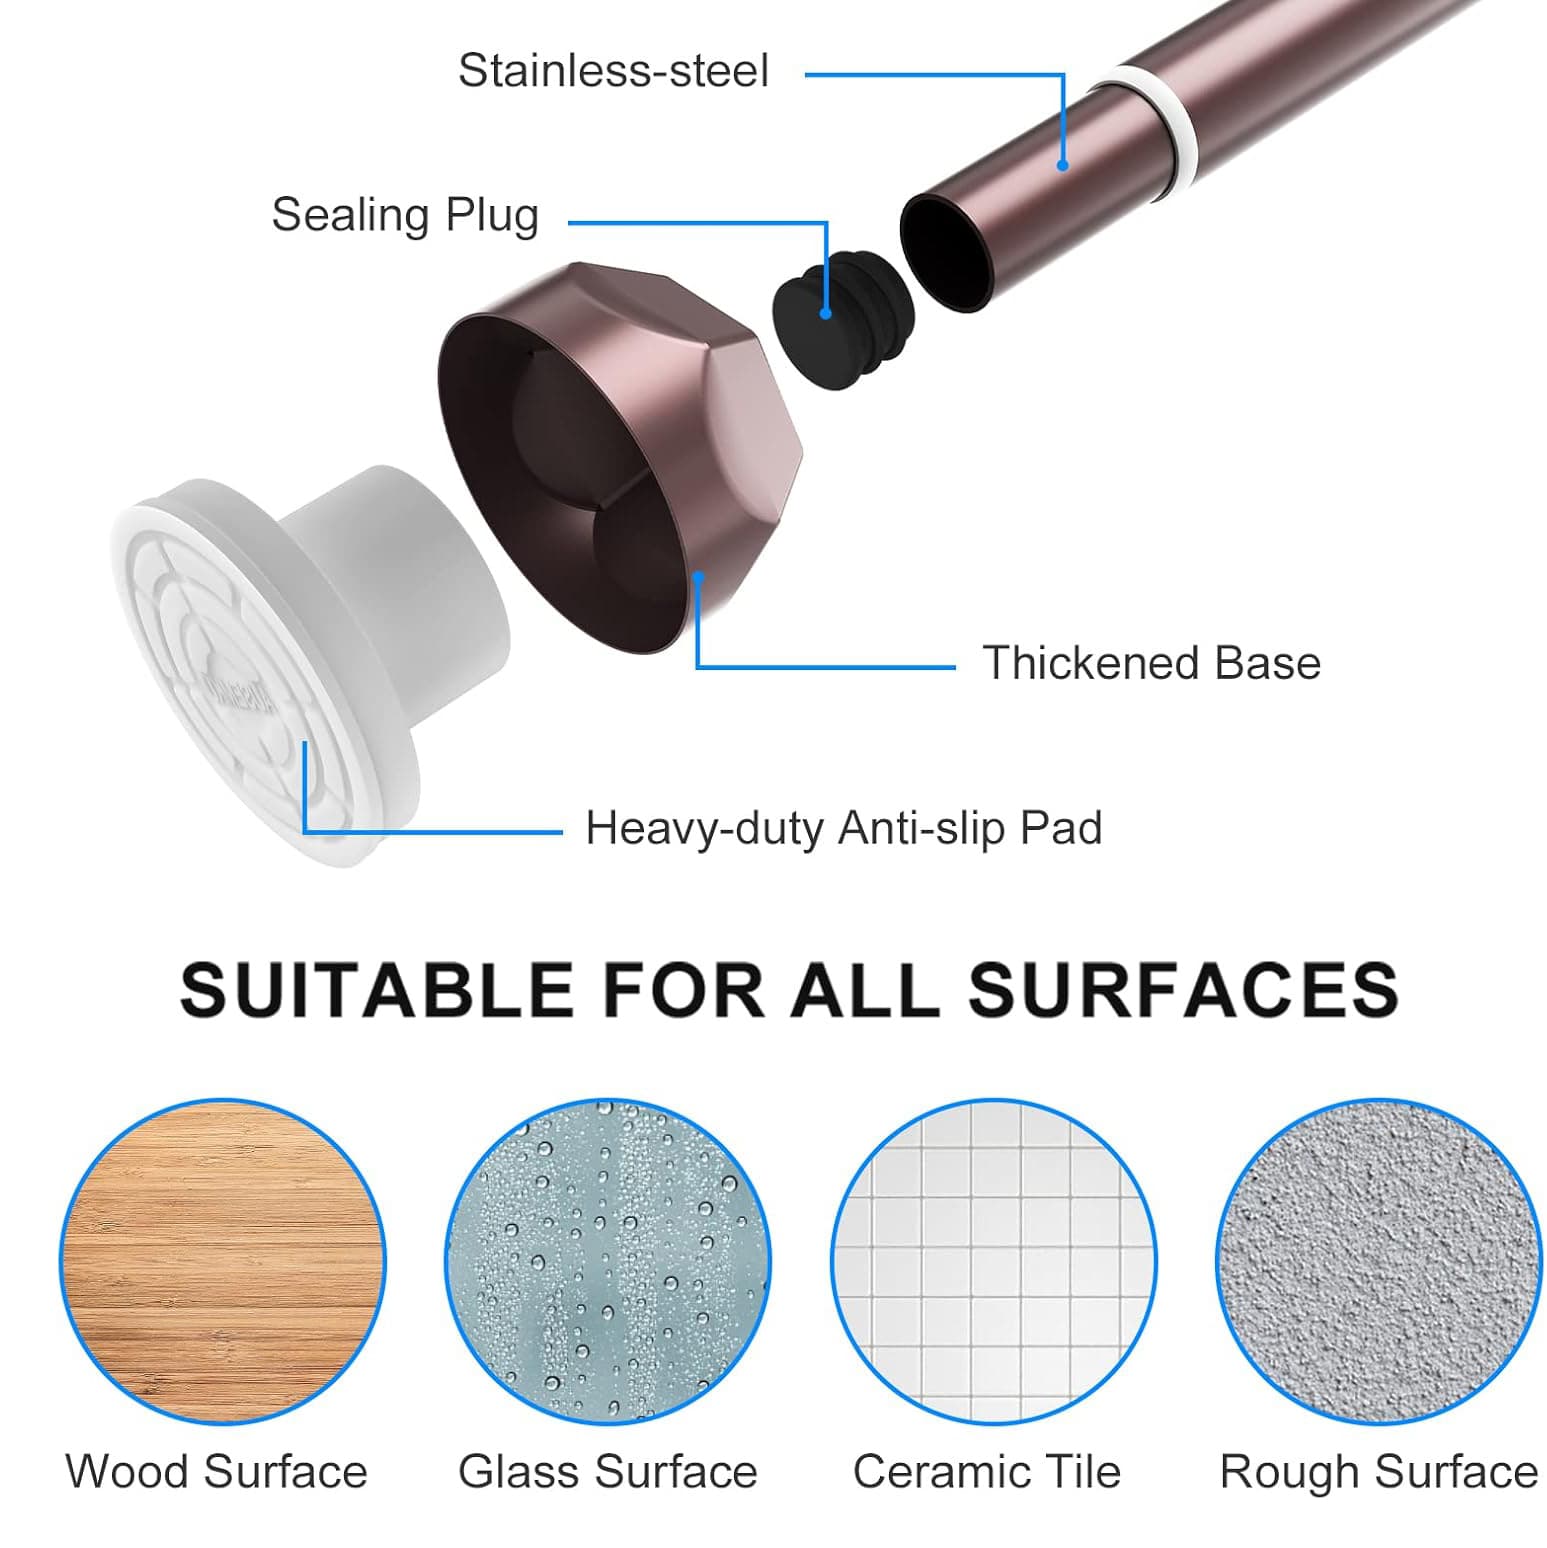 Stainless-steel
Sealing Plug
Thickened Base
Heavy-duty Anti-slip Pad
SUITABLE FOR ALL SURFACES
Wood Surface
Glass Surface
Ceramic Tile
Rough Surface